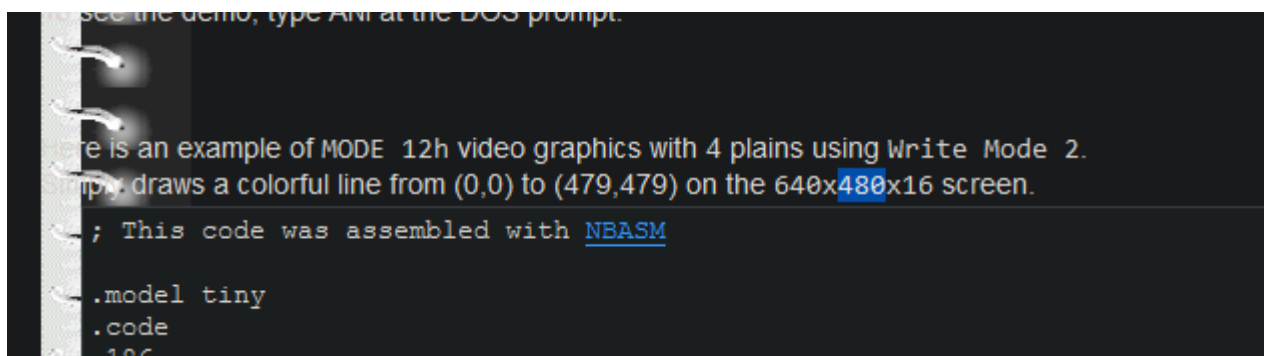 see the demo, type ANI at the DOS prompt.
e is an example of MODE 12h video graphics with 4 plains using Write Mode 2.
draws a colorful line from (0,0) to (479,479) on the 640x480x16 screen.
; This code was assembled with NBASM
.model tiny
.code